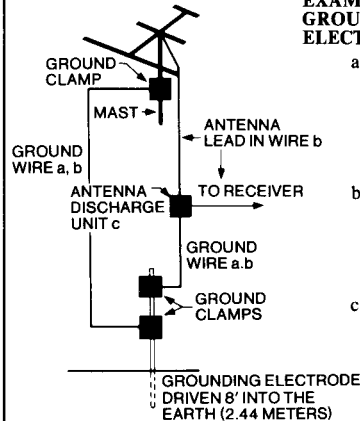 EXAM
GROU
ELECT
a
GROUND
CLAMP
MAST
GROUND
WIRE a, b
ANTENNA
LEAD IN WIRE b
ANTENNA
DISCHARGE
UNIT c
TO RECEIVER
b
GROUND
WIRE a.b
GROUND
CLAMPS
c
GROUNDING ELECTRODE
DRIVEN 8' INTO THE
EARTH (2.44 METERS)